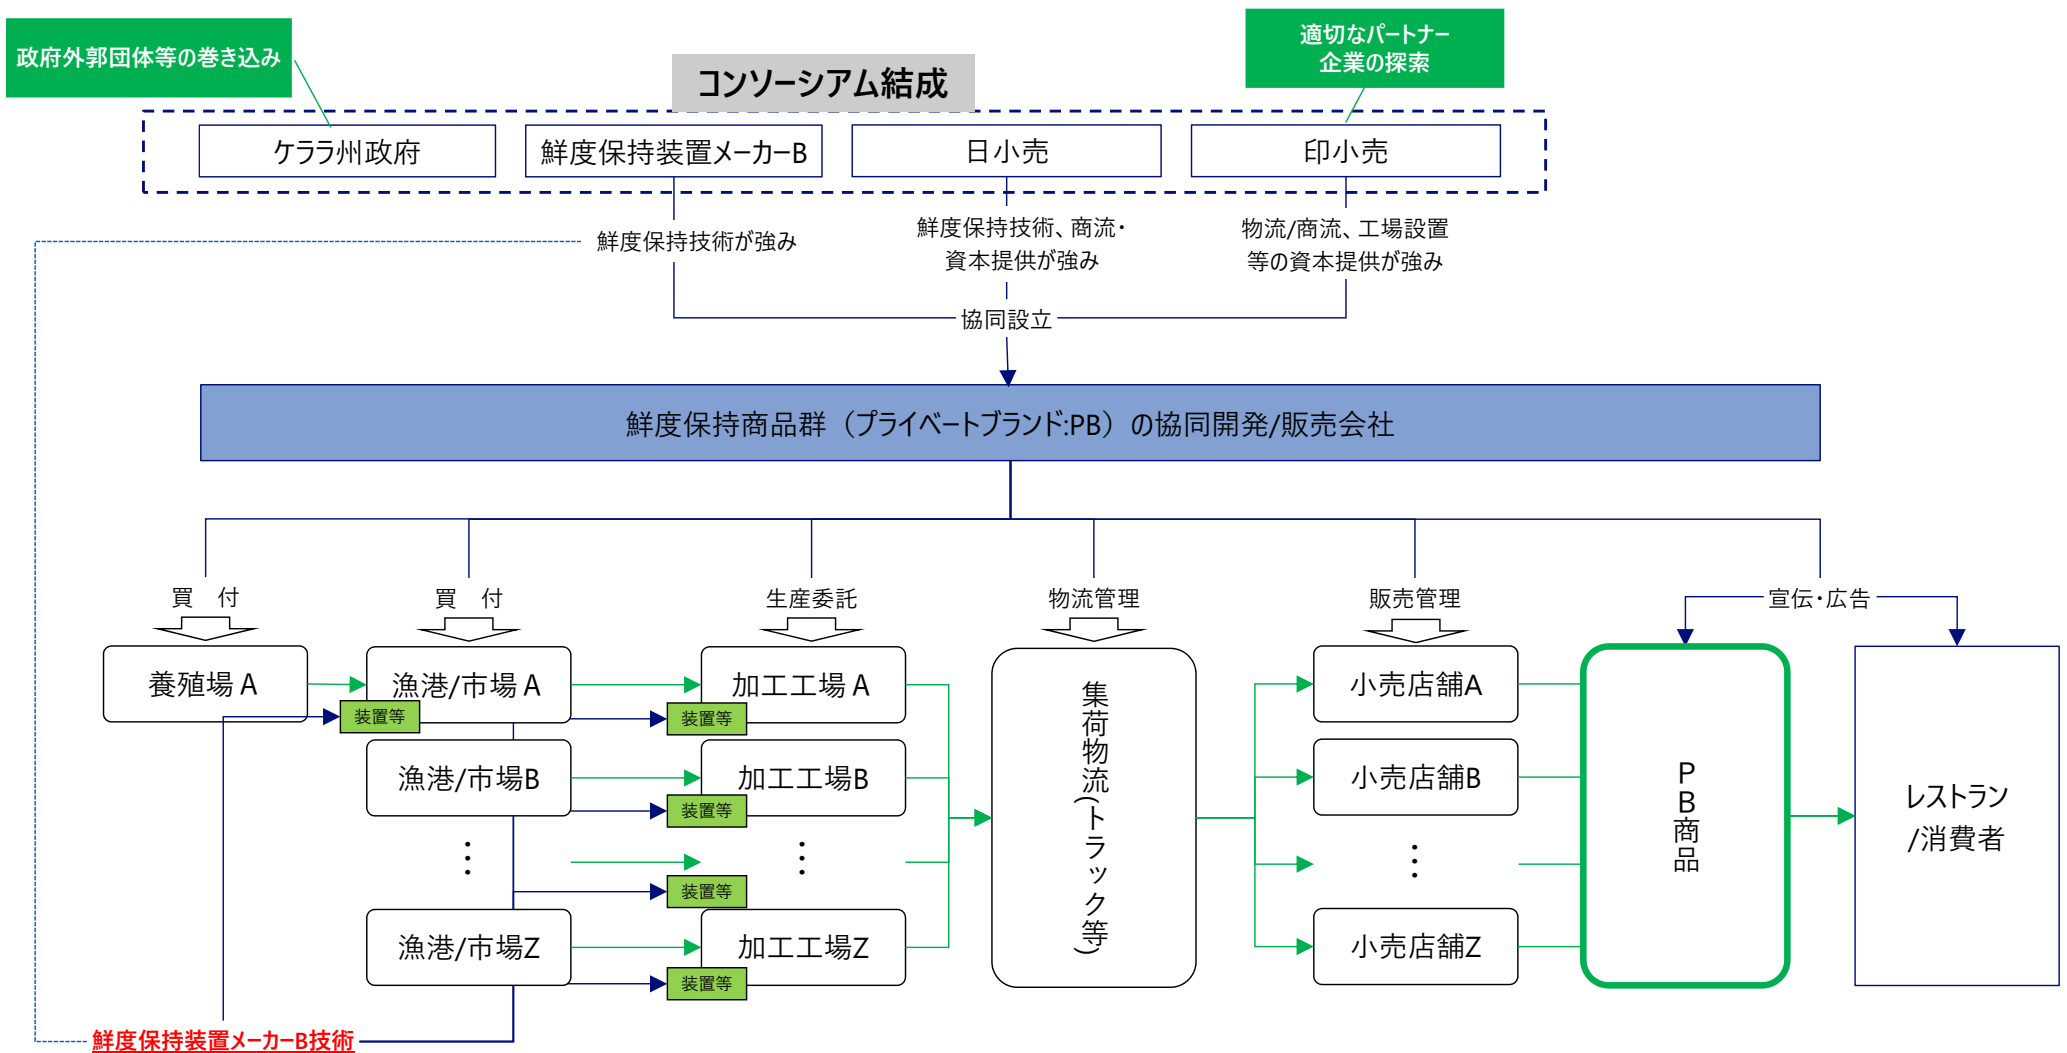 政府外郭団体等の巻き込み
適切なパートナー
企業の探索
コンソーシアム結成
ケララ州政府
鮮度保持装置メーカーB
日小売
印小売
鮮度保持技術が強み
鮮度保持技術、商流・
資本提供が強み
物流/商流、工場設置
等の資本提供が強み
協同設立
鮮度保持商品群（プライベートブランド:PB）の協同開発/販売会社
買　付
買　付
生産委託
物流管理
販売管理
宣伝・広告
養殖場 A
漁港/市場 A
装置等
加工工場 A
装置等
漁港/市場B
加工工場B
装置等
⋮
⋮
装置等
漁港/市場Z
加工工場Z
装置等
集荷物流(トラック等)
小売店舗A
小売店舗B
⋮
小売店舗Z
PB商品
レストラン
/消費者
鮮度保持装置メーカーB技術